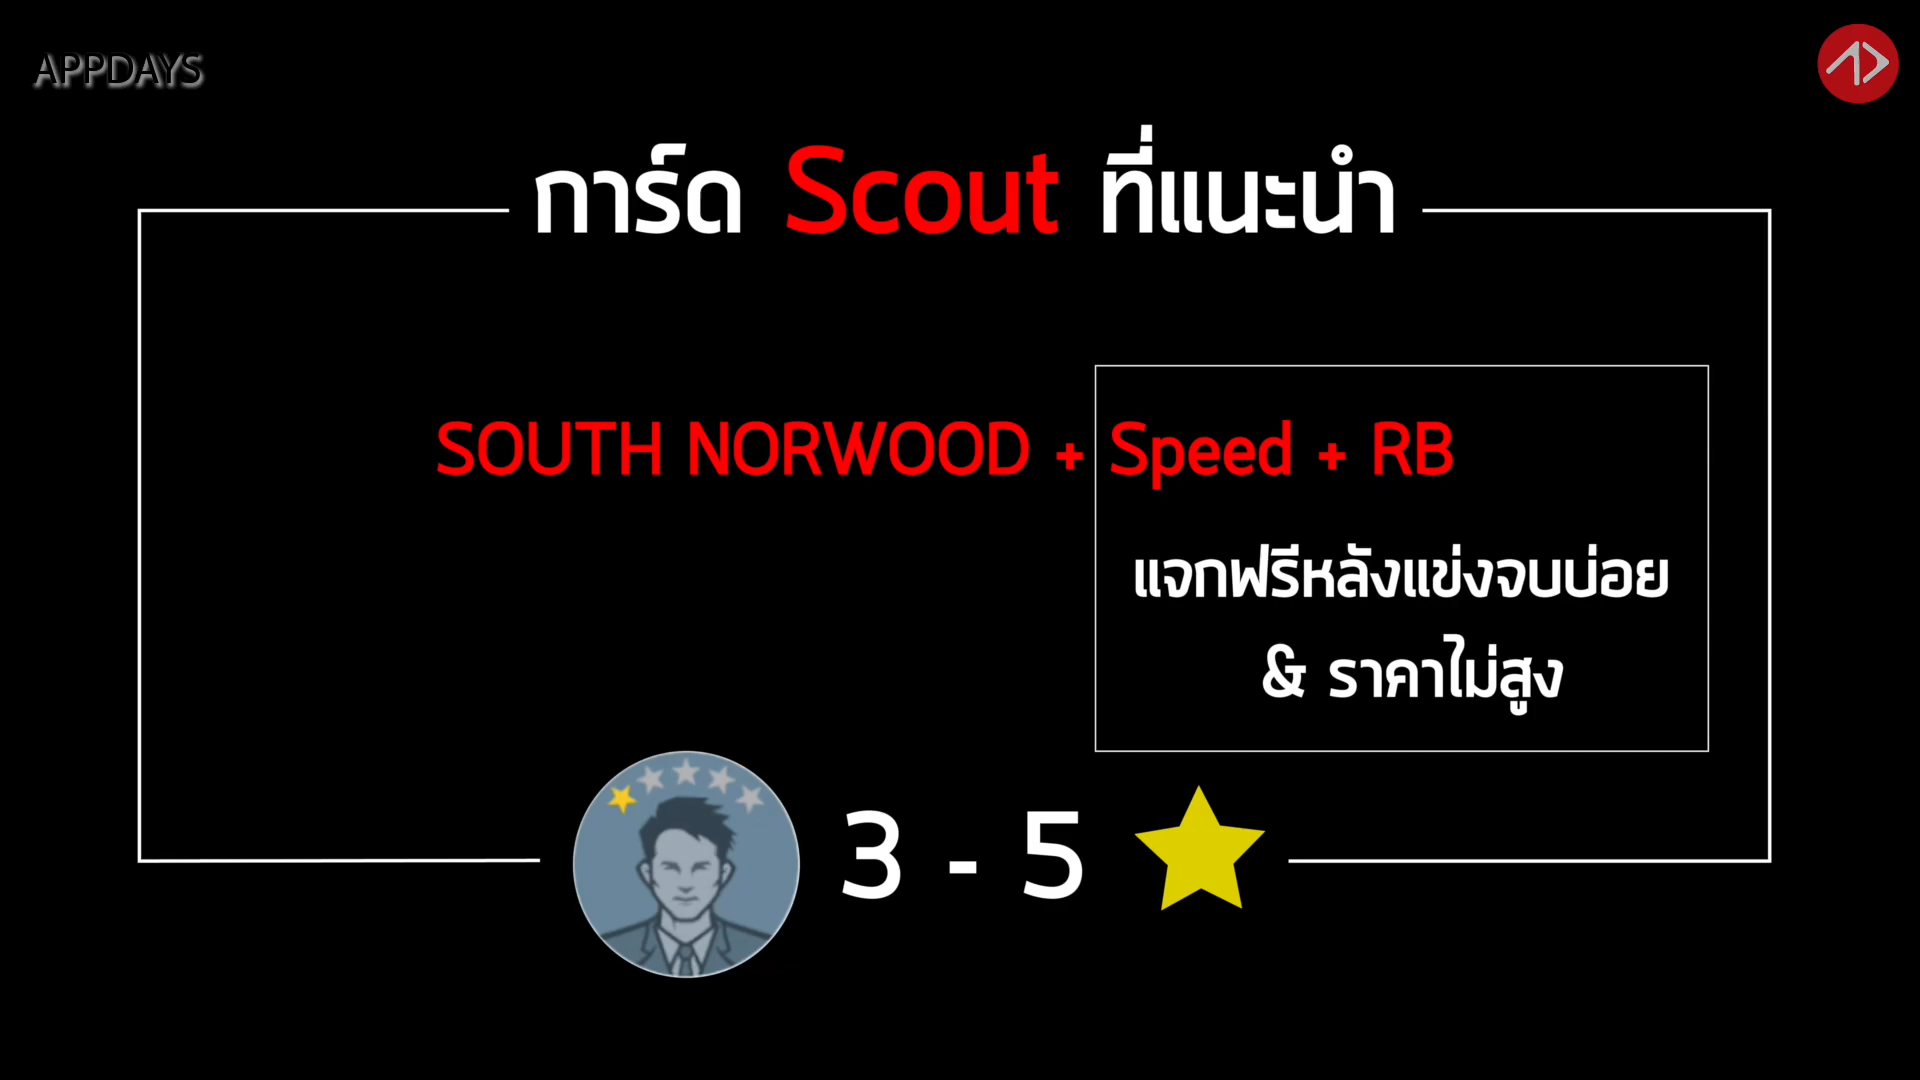 APPDAYS
การ์ด Scout ที่แนะนำ
SOUTH NORWOOD + Speed + RB
แจกฟรีหลังแข่งจบบ่อย
& ราคาไม่สูง
3 - 5